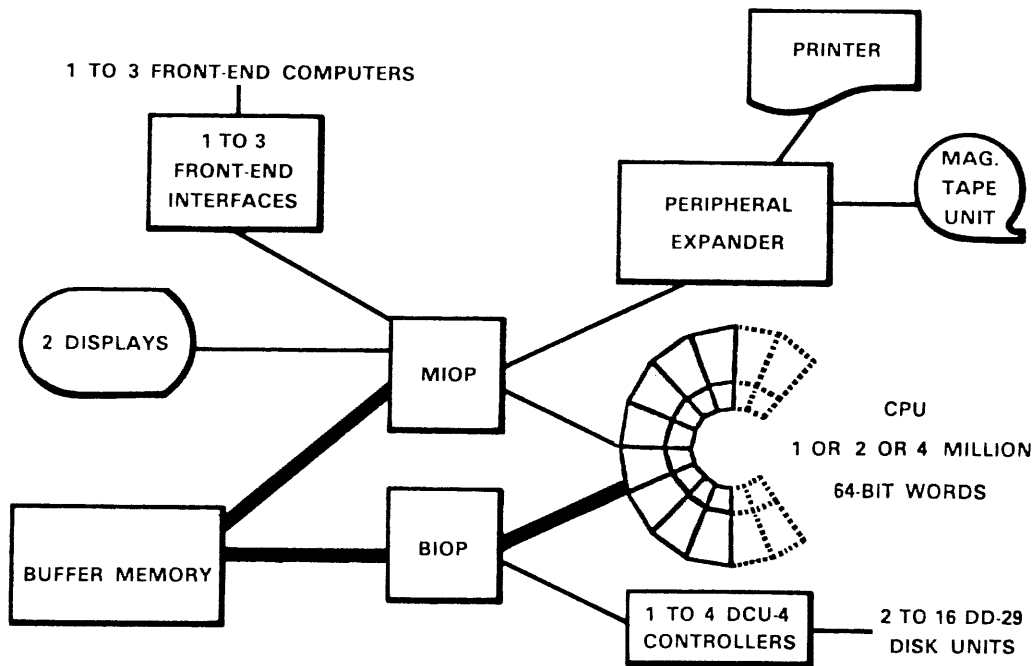 PRINTER
1 TO 3 FRONT-END COMPUTERS
1 TO 3
FRONT-END
INTERFACES
MAG.
TAPE
UNIT
PERIPHERAL
EXPANDER
2 DISPLAYS
MIOP
CPU
1 OR 2 OR 4 MILLION
64-BIT WORDS
BUFFER MEMORY
BIOP
1 TO 4 DCU-4
CONTROLLERS
2 TO 16 DD-29
DISK UNITS